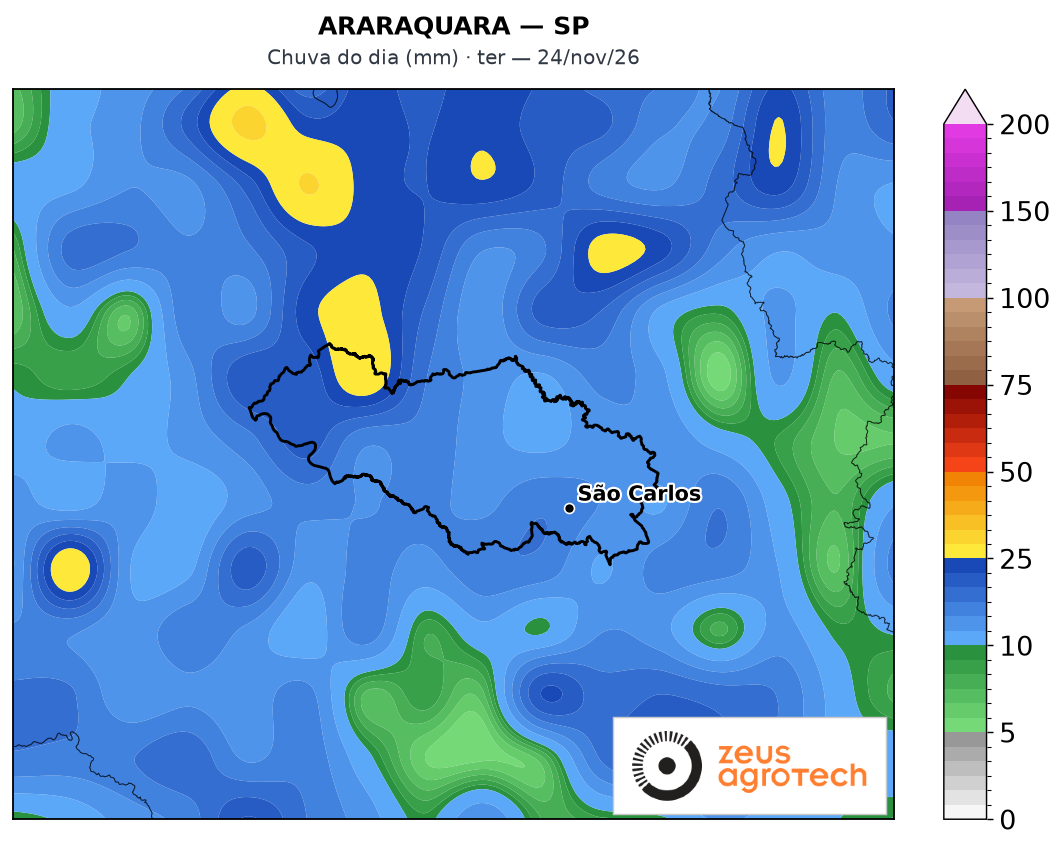 ARARAQUARA — SP
Chuva do dia (mm) · ter — 24/nov/26
200
150
100
75
50
25
10
5
0
São Carlos
zeus
agrotech